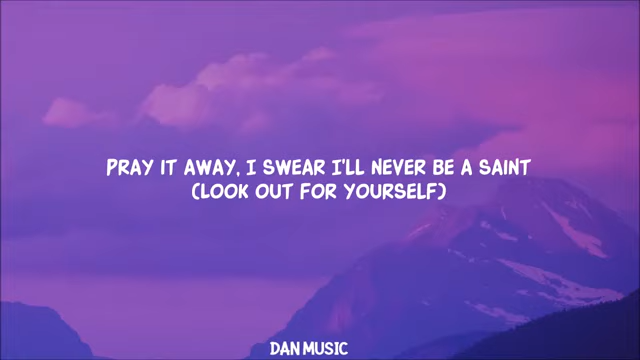 PRAY IT AWAY, I SWEAR I'LL NEVER BE A SAINT
(LOOK OUT FOR YOURSELF)
DAN MUSIC